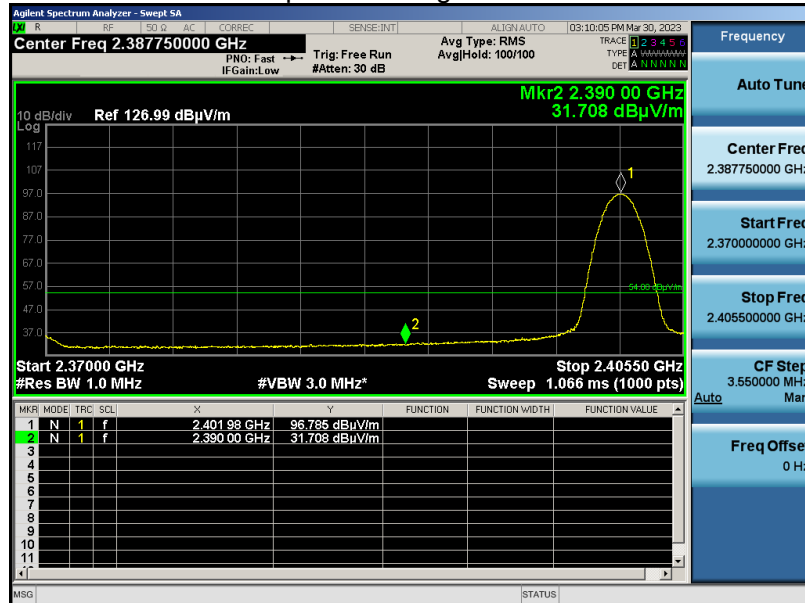 Agilent Spectrum Analyzer - Swept SA
LXI R RF 50 Ω AC CORREC SENSE:INT ALIGN AUTO 03:10:05 PM Mar 30, 2023
Center Freq 2.387750000 GHz
PNO: Fast
IFGain:Low
Trig: Free Run
#Atten: 30 dB
Avg Type: RMS
Avg|Hold: 100/100
TRACE 1 2 3 4 5 6
TYPE A WWWWW
DET A N N N N N
Mkr2 2.390 00 GHz
31.708 dBµV/m
10 dB/div Ref 126.99 dBµV/m
Log
117
107
97.0
87.0
77.0
67.0
57.0
47.0
37.0
1
2
54.00 dBµV/m
Start 2.37000 GHz Stop 2.40550 GHz
#Res BW 1.0 MHz #VBW 3.0 MHz* Sweep 1.066 ms (1000 pts)
MKR MODE TRC SCL X Y FUNCTION FUNCTION WIDTH FUNCTION VALUE
1 N 1 f 2.401 98 GHz 96.785 dBµV/m
2 N 1 f 2.390 00 GHz 31.708 dBµV/m
3
4
5
6
7
8
9
10
11
MSG STATUS
Frequency
Auto Tune
Center Freq
2.387750000 GHz
Start Freq
2.370000000 GHz
Stop Freq
2.405500000 GHz
CF Step
3.550000 MHz
Auto Man
Freq Offset
0 Hz